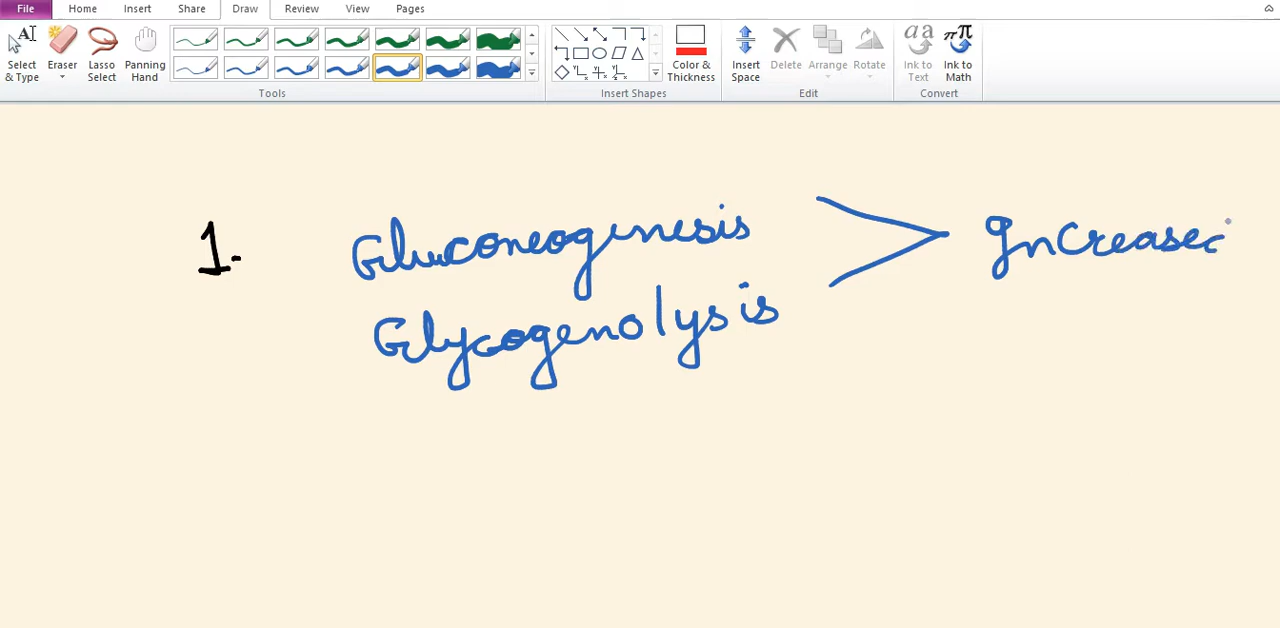 File Home Insert Share Draw Review View Pages
Select & Type Eraser Lasso Select Panning Hand Color & Thickness Insert Space Delete Arrange Rotate Ink to Text Ink to Math
Tools Insert Shapes Edit Convert
1. Gluconeogenesis Increased
Glycogenolysis